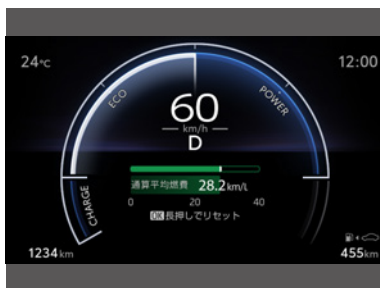 24℃
12:00
ECO
POWER
60
km/h
D
通算平均燃費 28.2km/L
0 20 40
OK長押しでリセット
CHARGE
1234km
455km